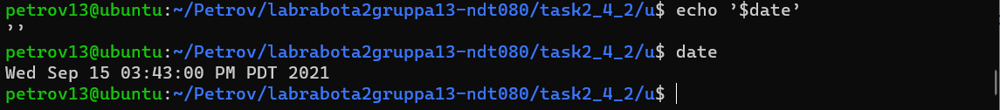 petrov13@ubuntu:~/Petrov/labrabota2gruppa13-ndt080/task2_4_2/u$ echo ’$date’
’’
petrov13@ubuntu:~/Petrov/labrabota2gruppa13-ndt080/task2_4_2/u$ date
Wed Sep 15 03:43:00 PM PDT 2021
petrov13@ubuntu:~/Petrov/labrabota2gruppa13-ndt080/task2_4_2/u$